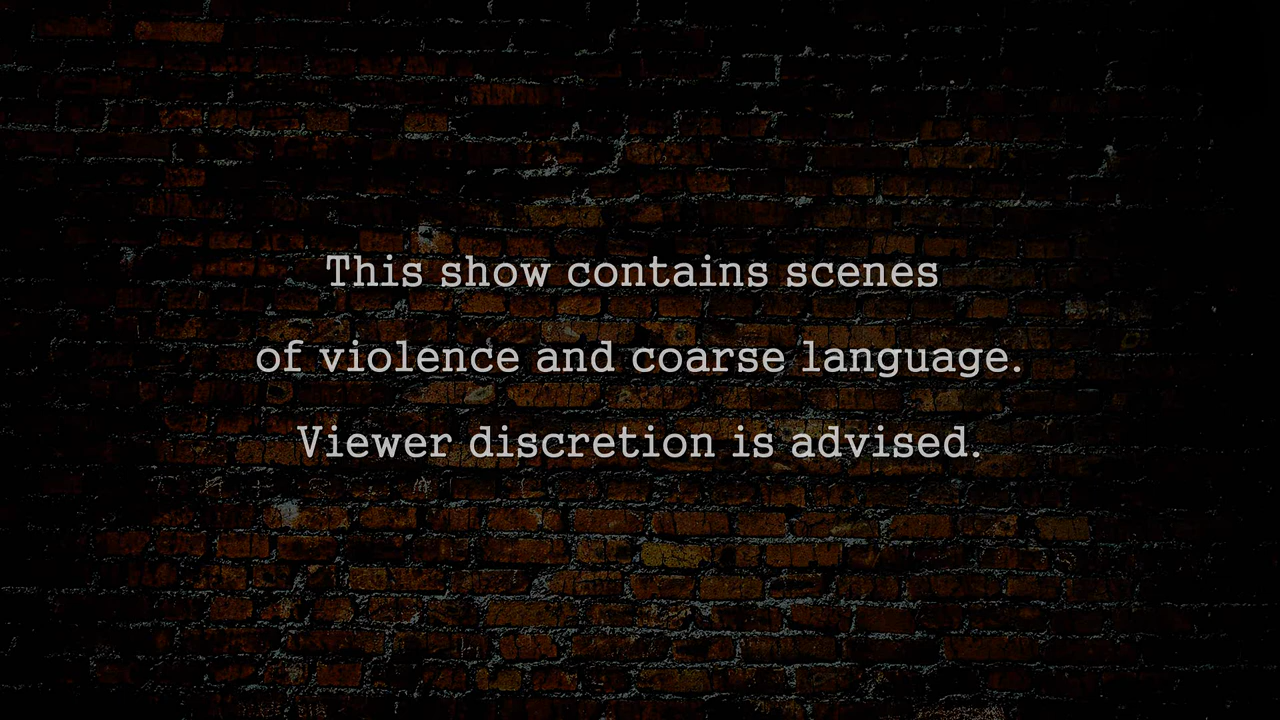 This show contains scenes
of violence and coarse language.
Viewer discretion is advised.